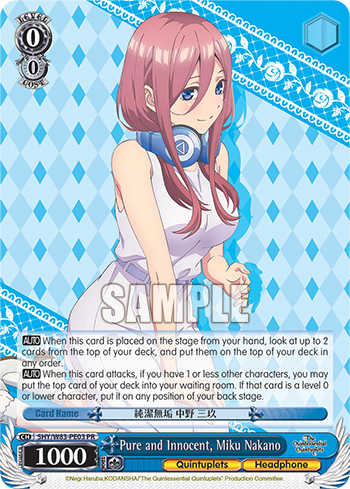 LEVEL
0
0
COST
SAMPLE
AUTO When this card is placed on the stage from your hand, look at up to 2
cards from the top of your deck, and put them on the top of your deck in
any order.
AUTO When this card attacks, if you have 1 or less other characters, you may
put the top card of your deck into your waiting room. If that card is a level 0
or lower character, put it on any position of your back stage.
Card Name
純潔無垢 中野 三玖
CH
5HY/W83-PE03 PR
Pure and Innocent, Miku Nakano
POWER
1000
The Quintessential Quintuplets
Quintuplets
Headphone
©Negi Haruba,KODANSHA/"The Quintessential Quintuplets" Production Committee.